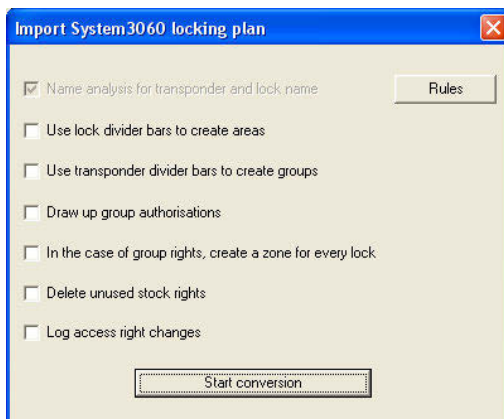 Import System3060 locking plan
Name analysis for transponder and lock name
Rules
Use lock divider bars to create areas
Use transponder divider bars to create groups
Draw up group authorisations
In the case of group rights, create a zone for every lock
Delete unused stock rights
Log access right changes
Start conversion